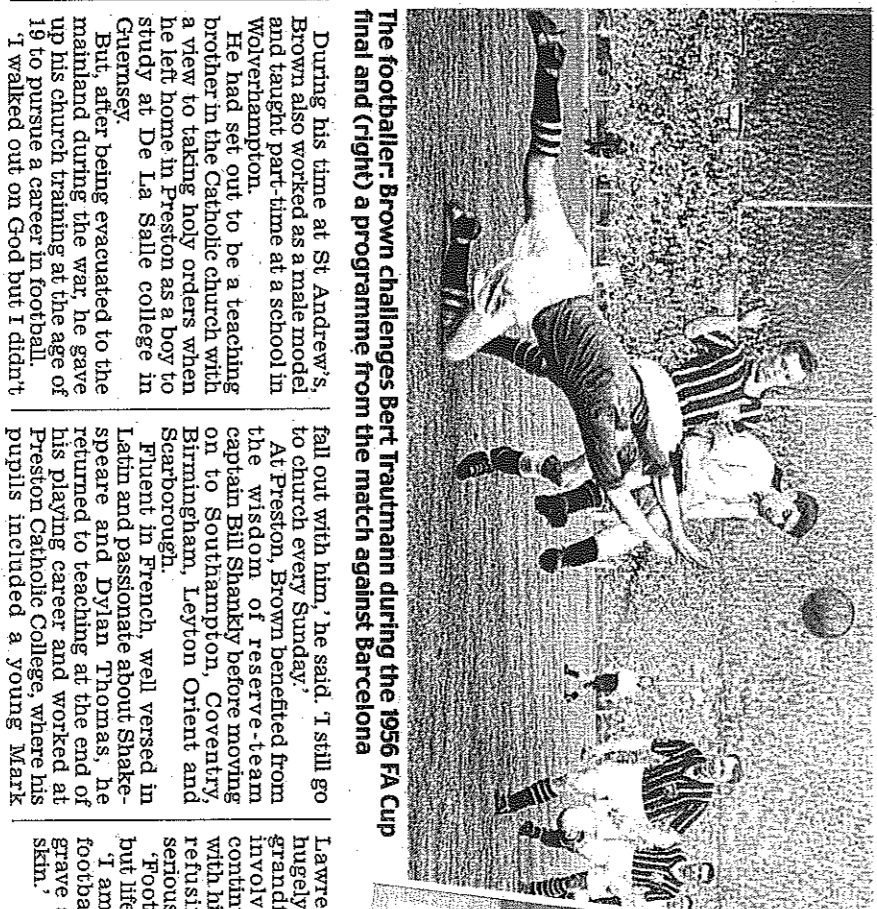 The footballer: Brown challenges Bert Trautmann during the 1956 FA Cup
final and (right) a programme from the match against Barcelona
During his time at St Andrew's,
Brown also worked as a male model
and taught part-time at a school in
Wolverhampton.
He had set out to be a teaching
brother in the Catholic church with
a view to taking holy orders when
he left home in Preston as a boy to
study at De La Salle college in
Guernsey.
But, after being evacuated to the
mainland during the war, he gave
up his church training at the age of
19 to pursue a career in football.
'I walked out on God but I didn't
fall out with him,' he said. 'I still go
to church every Sunday.'
At Preston, Brown benefited from
the wisdom of reserve-team
captain Bill Shankly before moving
on to Southampton, Coventry,
Birmingham, Leyton Orient and
Scarborough.
Fluent in French, well versed in
Latin and passionate about Shake-
speare and Dylan Thomas, he
returned to teaching at the end of
his playing career and worked at
Preston Catholic College, where his
pupils included a young Mark
Lawre
hugely
grandf
involv
contin
with hi
refusi
serious
'Foot
but life
'I am
footba
grave
skin.'